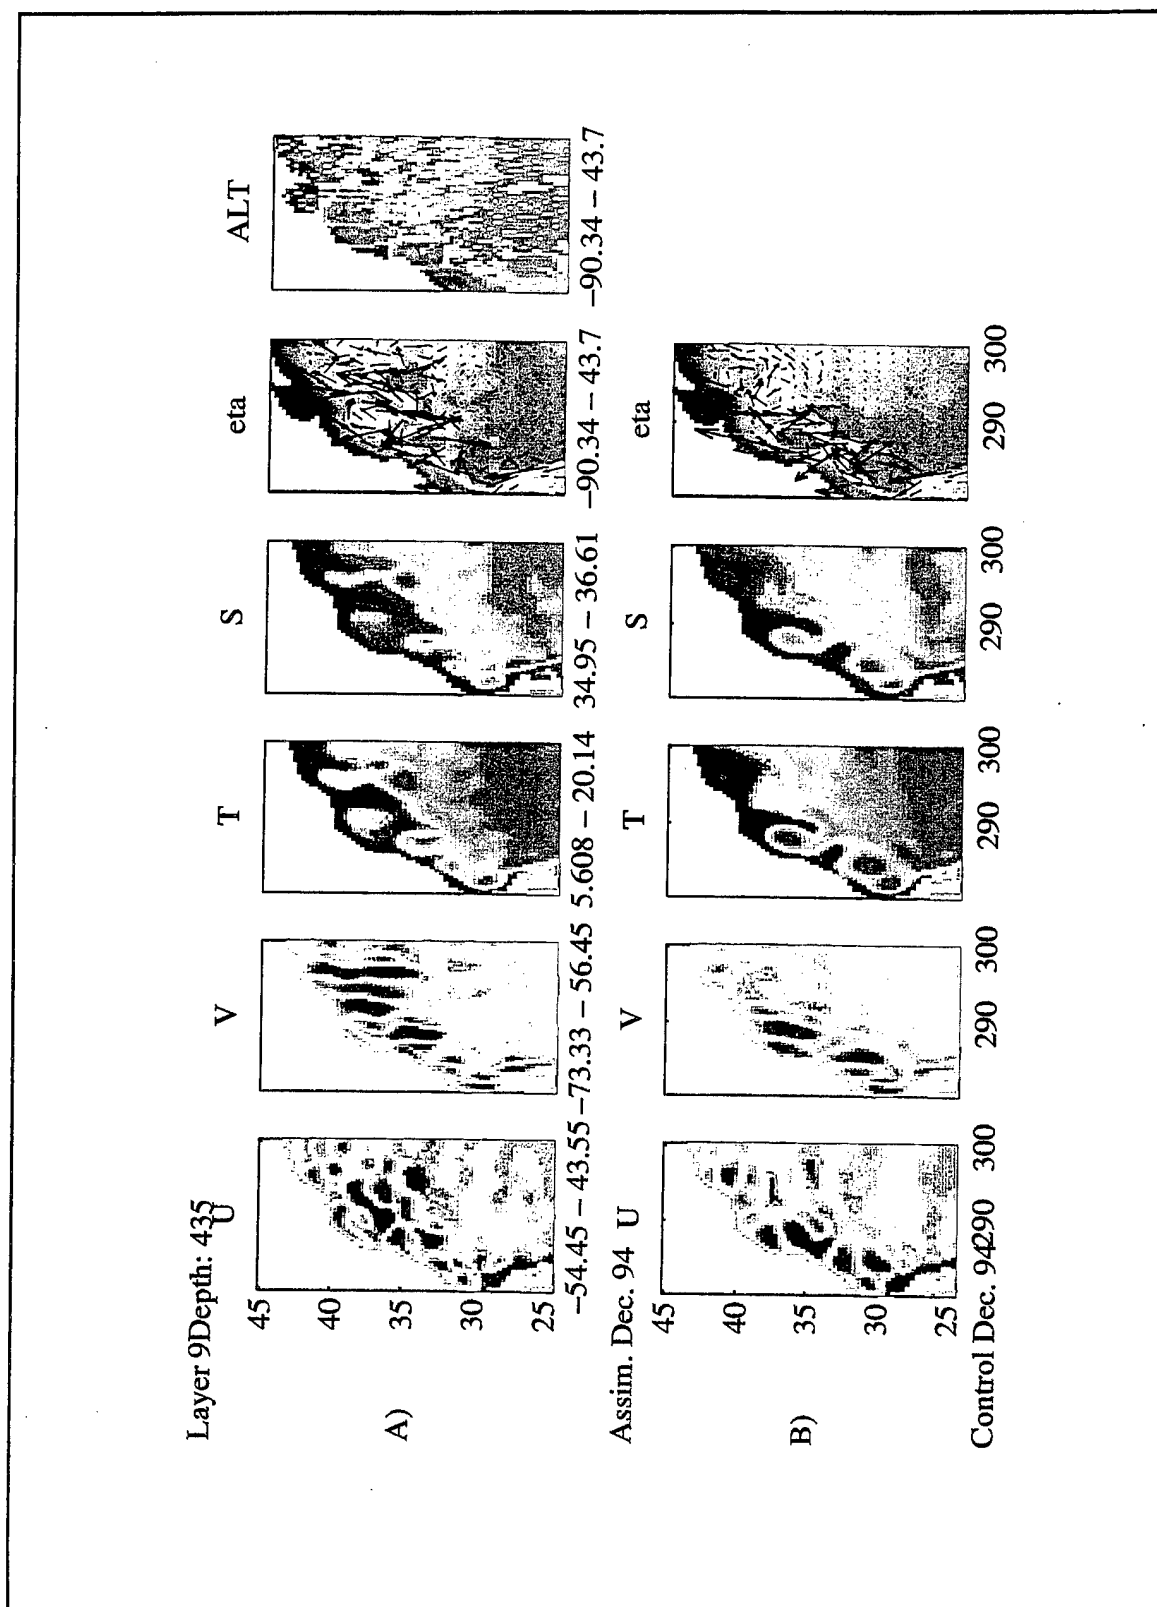 Layer 9Depth: 435
U V T S eta ALT
A)
45
40
35
30
25
−54.45 − 43.55 −73.33 − 56.45 5.608 − 20.14 34.95 − 36.61 −90.34 − 43.7 −90.34 − 43.7
Assim. Dec. 94 U V T S eta
B)
45
40
35
30
25
Control Dec. 94290 300 290 300 290 300 290 300 290 300